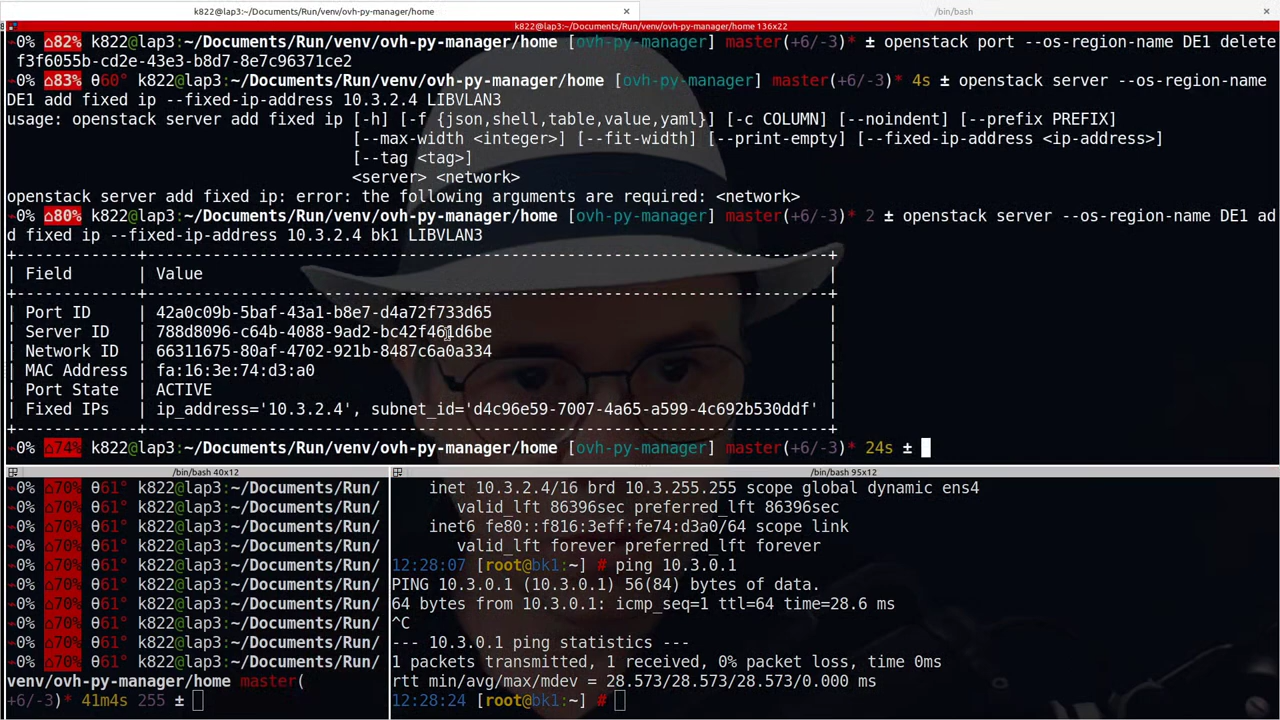 k822@lap3:~/Documents/Run/venv/ovh-py-manager/home
/bin/bash
k822@lap3:~/Documents/Run/venv/ovh-py-manager/home 136x22
0% 82% k822@lap3:~/Documents/Run/venv/ovh-py-manager/home [ovh-py-manager] master(+6/-3)* ± openstack port --os-region-name DE1 delete
f3f6055b-cd2e-43e3-b8d7-8e7c96371ce2
0% ⌂83% θ60° k822@lap3:~/Documents/Run/venv/ovh-py-manager/home [ovh-py-manager] master(+6/-3)* 4s ± openstack server --os-region-name
DE1 add fixed ip --fixed-ip-address 10.3.2.4 LIBVLAN3
usage: openstack server add fixed ip [-h] [-f {json,shell,table,value,yaml}] [-c COLUMN] [--noindent] [--prefix PREFIX]
[--max-width <integer>] [--fit-width] [--print-empty] [--fixed-ip-address <ip-address>]
[--tag <tag>]
<server> <network>
openstack server add fixed ip: error: the following arguments are required: <network>
0% ⌂80% k822@lap3:~/Documents/Run/venv/ovh-py-manager/home [ovh-py-manager] master(+6/-3)* 2 ± openstack server --os-region-name DE1 ad
d fixed ip --fixed-ip-address 10.3.2.4 bk1 LIBVLAN3
+-------------+---------------------------------------------------------------------------+
| Field | Value |
+-------------+---------------------------------------------------------------------------+
| Port ID | 42a0c09b-5baf-43a1-b8e7-d4a72f733d65 |
| Server ID | 788d8096-c64b-4088-9ad2-bc42f461d6be |
| Network ID | 66311675-80af-4702-921b-8487c6a0a334 |
| MAC Address | fa:16:3e:74:d3:a0 |
| Port State | ACTIVE |
| Fixed IPs | ip_address='10.3.2.4', subnet_id='d4c96e59-7007-4a65-a599-4c692b530ddf' |
+-------------+---------------------------------------------------------------------------+
0% ⌂74% k822@lap3:~/Documents/Run/venv/ovh-py-manager/home [ovh-py-manager] master(+6/-3)* 24s ±
/bin/bash 40x12
0% ⌂70% θ61° k822@lap3:~/Documents/Run/
0% ⌂70% θ61° k822@lap3:~/Documents/Run/
0% ⌂70% θ61° k822@lap3:~/Documents/Run/
0% ⌂70% θ61° k822@lap3:~/Documents/Run/
0% ⌂70% θ61° k822@lap3:~/Documents/Run/
0% ⌂70% θ61° k822@lap3:~/Documents/Run/
0% ⌂70% θ61° k822@lap3:~/Documents/Run/
0% ⌂70% θ61° k822@lap3:~/Documents/Run/
0% ⌂70% θ61° k822@lap3:~/Documents/Run/
0% ⌂70% θ61° k822@lap3:~/Documents/Run/
venv/ovh-py-manager/home master(
+6/-3)* 41m4s 255 ±
/bin/bash 95x12
inet 10.3.2.4/16 brd 10.3.255.255 scope global dynamic ens4
valid_lft 86396sec preferred_lft 86396sec
inet6 fe80::f816:3eff:fe74:d3a0/64 scope link
valid_lft forever preferred_lft forever
12:28:07 [root@bk1:~] # ping 10.3.0.1
PING 10.3.0.1 (10.3.0.1) 56(84) bytes of data.
64 bytes from 10.3.0.1: icmp_seq=1 ttl=64 time=28.6 ms
^C
--- 10.3.0.1 ping statistics ---
1 packets transmitted, 1 received, 0% packet loss, time 0ms
rtt min/avg/max/mdev = 28.573/28.573/28.573/0.000 ms
12:28:24 [root@bk1:~] #